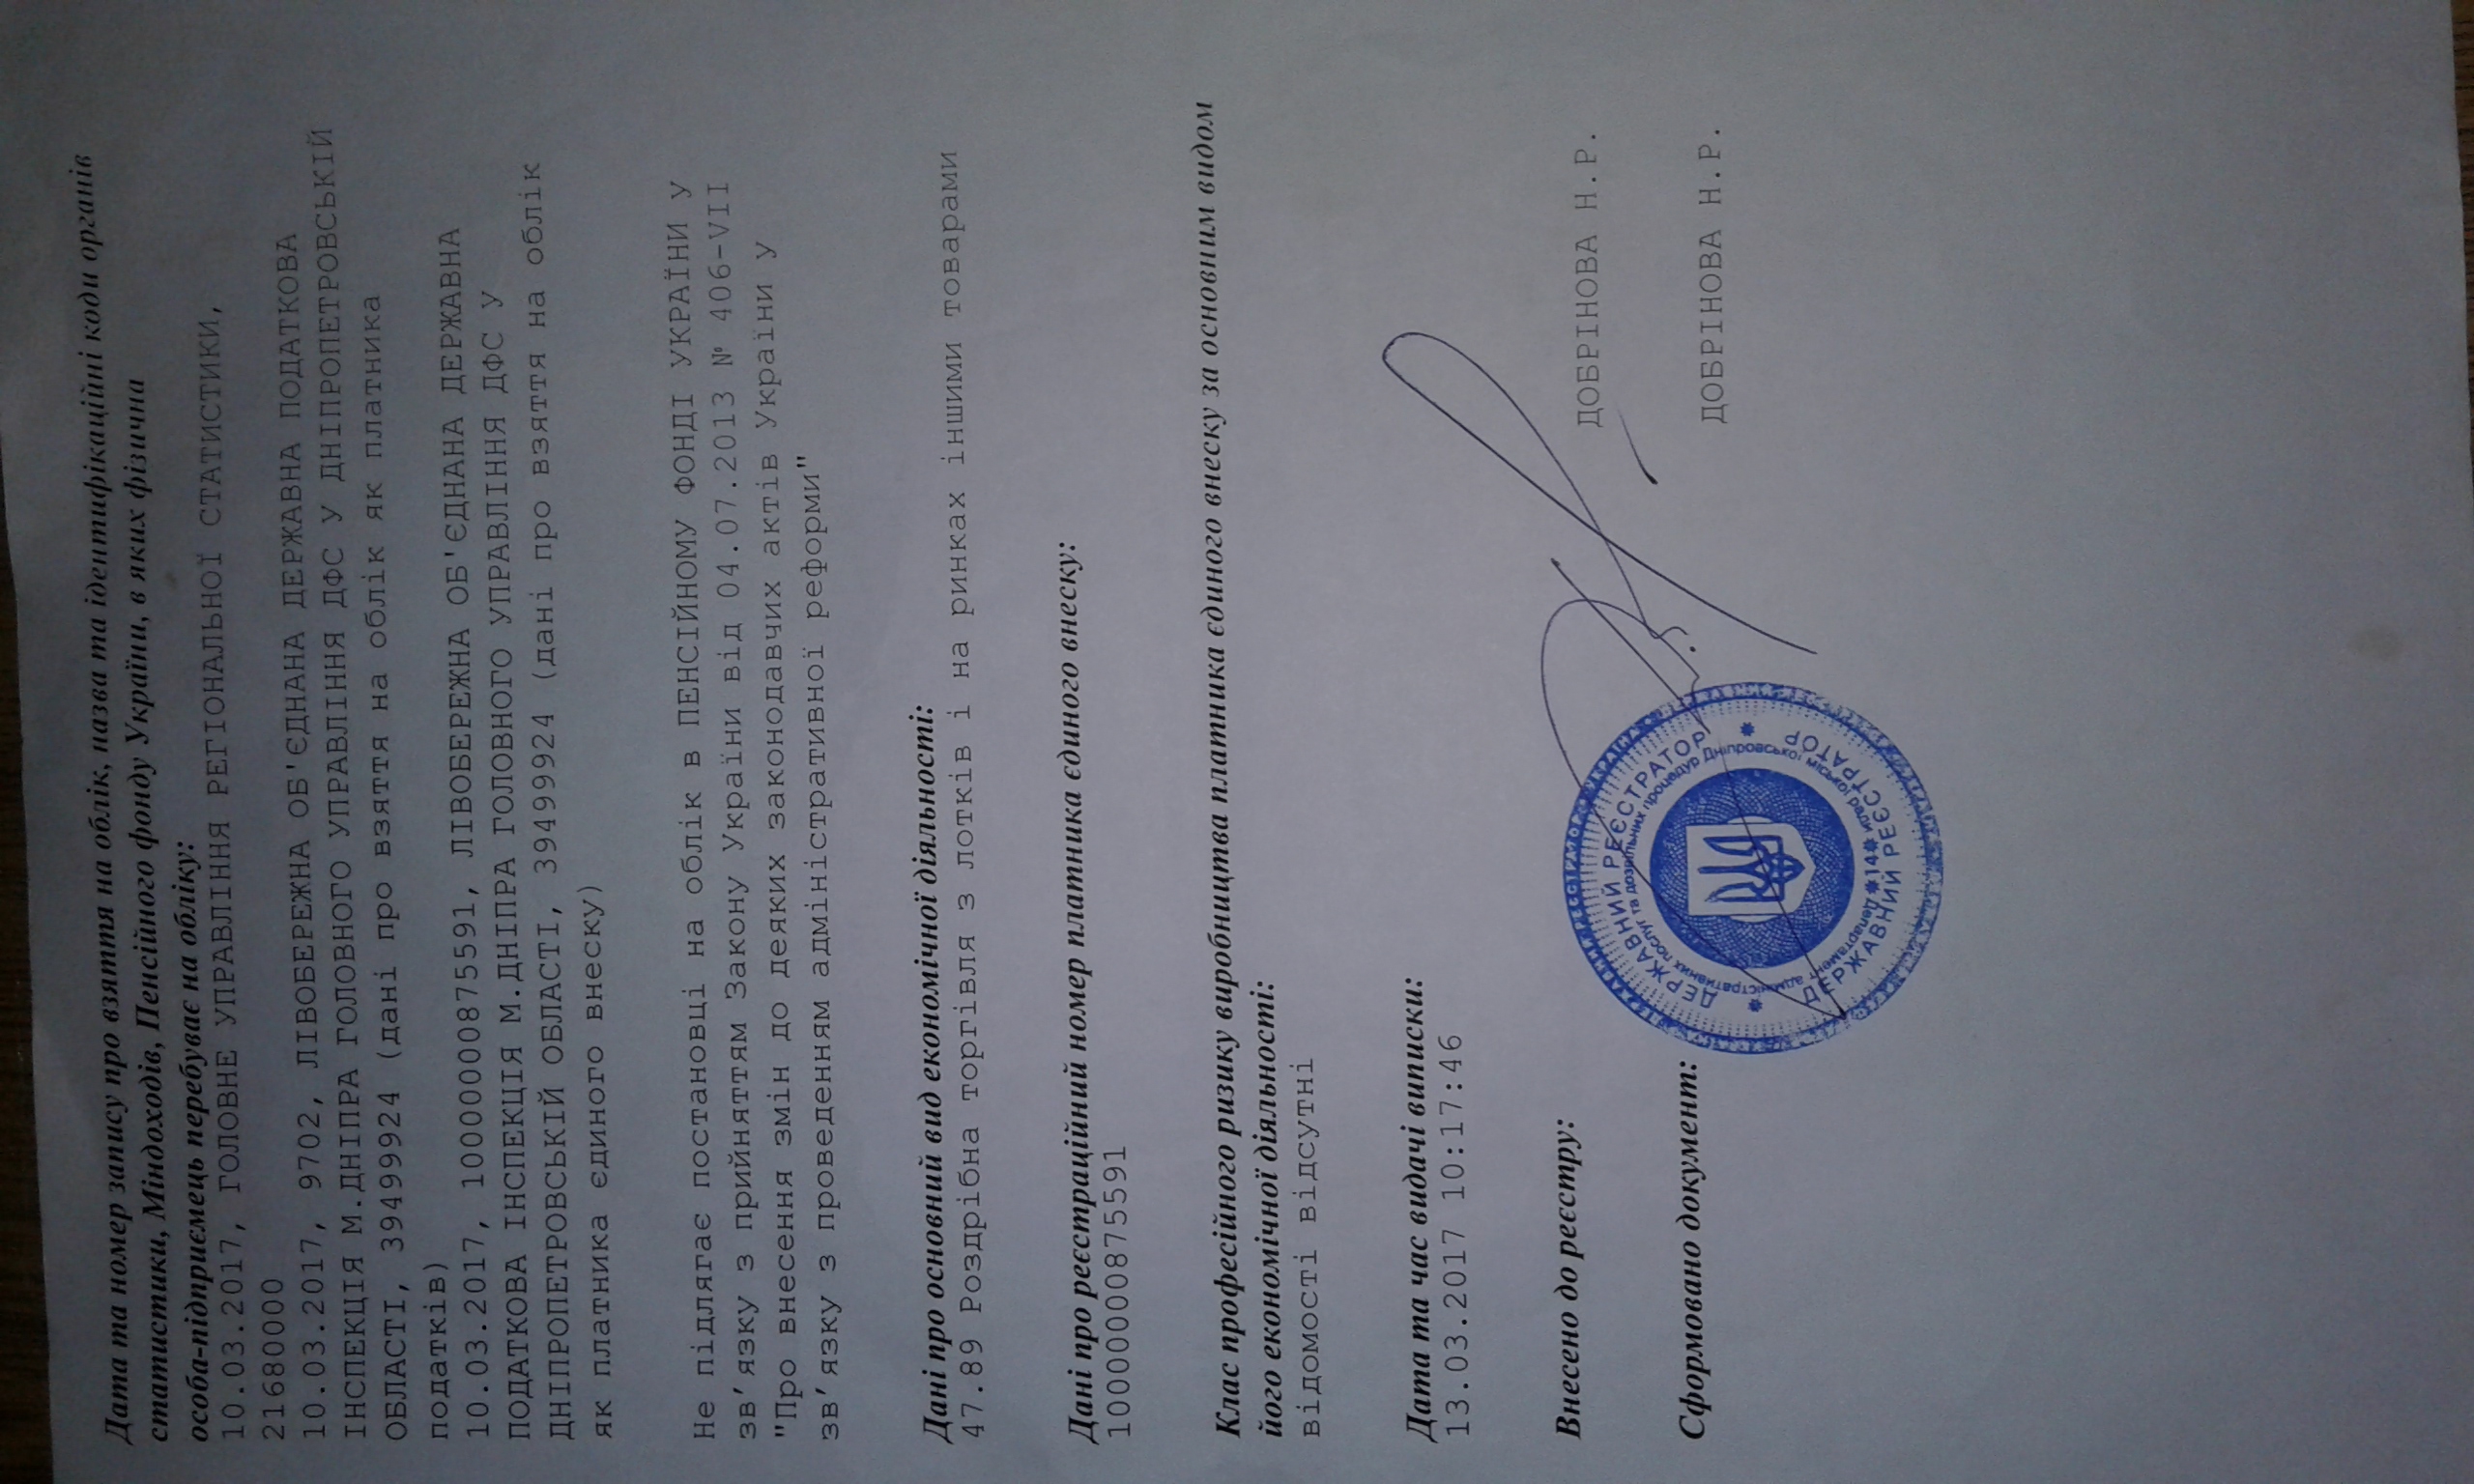 Дата та номер запису про взяття на облік, назва та ідентифікаційні коди органів
статистики, Міндоходів, Пенсійного фонду України, в яких фізична
особа-підприємець перебуває на обліку:
10.03.2017, ГОЛОВНЕ УПРАВЛІННЯ РЕГІОНАЛЬНОЇ СТАТИСТИКИ,
21680000
10.03.2017, 9702, ЛІВОБЕРЕЖНА ОБ'ЄДНАНА ДЕРЖАВНА ПОДАТКОВА
ІНСПЕКЦІЯ М.ДНІПРА ГОЛОВНОГО УПРАВЛІННЯ ДФС У ДНІПРОПЕТРОВСЬКІЙ
ОБЛАСТІ, 39499924 (дані про взяття на облік як платника
податків)
10.03.2017, 10000000875591, ЛІВОБЕРЕЖНА ОБ'ЄДНАНА ДЕРЖАВНА
ПОДАТКОВА ІНСПЕКЦІЯ М.ДНІПРА ГОЛОВНОГО УПРАВЛІННЯ ДФС У
ДНІПРОПЕТРОВСЬКІЙ ОБЛАСТІ, 39499924 (дані про взяття на облік
як платника єдиного внеску)
Не підлягає постановці на облік в ПЕНСІЙНОМУ ФОНДІ УКРАЇНИ у
зв'язку з прийняттям Закону України від 04.07.2013 № 406-VII
"Про внесення змін до деяких законодавчих актів України у
зв'язку з проведенням адміністративної реформи"
Дані про основний вид економічної діяльності:
47.89 Роздрібна торгівля з лотків і на ринках іншими товарами
Дані про реєстраційний номер платника єдиного внеску:
10000000875591
Клас професійного ризику виробництва платника єдиного внеску за основним видом
його економічної діяльності:
відомості відсутні
Дата та час видачі виписки:
13.03.2017 10:17:46
Внесено до реєстру:
ДОБРІНОВА Н.Р.
Сформовано документ:
ДОБРІНОВА Н.Р.
ДЕРЖАВНИЙ РЕЄСТРАТОР
Департамент адміністративних послуг та дозвільних процедур Дніпровської міської ради
*14*
ДЕРЖАВНИЙ РЕЄСТРАТОР